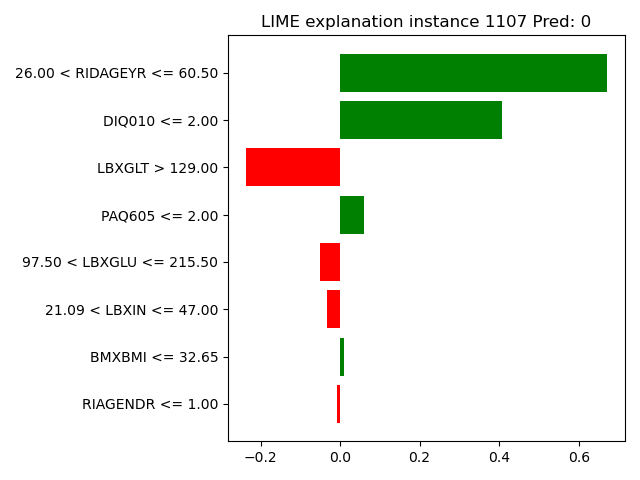 LIME explanation instance 1107 Pred: 0
26.00 < RIDAGEYR <= 60.50
DIQ010 <= 2.00
LBXGLT > 129.00
PAQ605 <= 2.00
97.50 < LBXGLU <= 215.50
21.09 < LBXIN <= 47.00
BMXBMI <= 32.65
RIAGENDR <= 1.00
−0.2 0.0 0.2 0.4 0.6